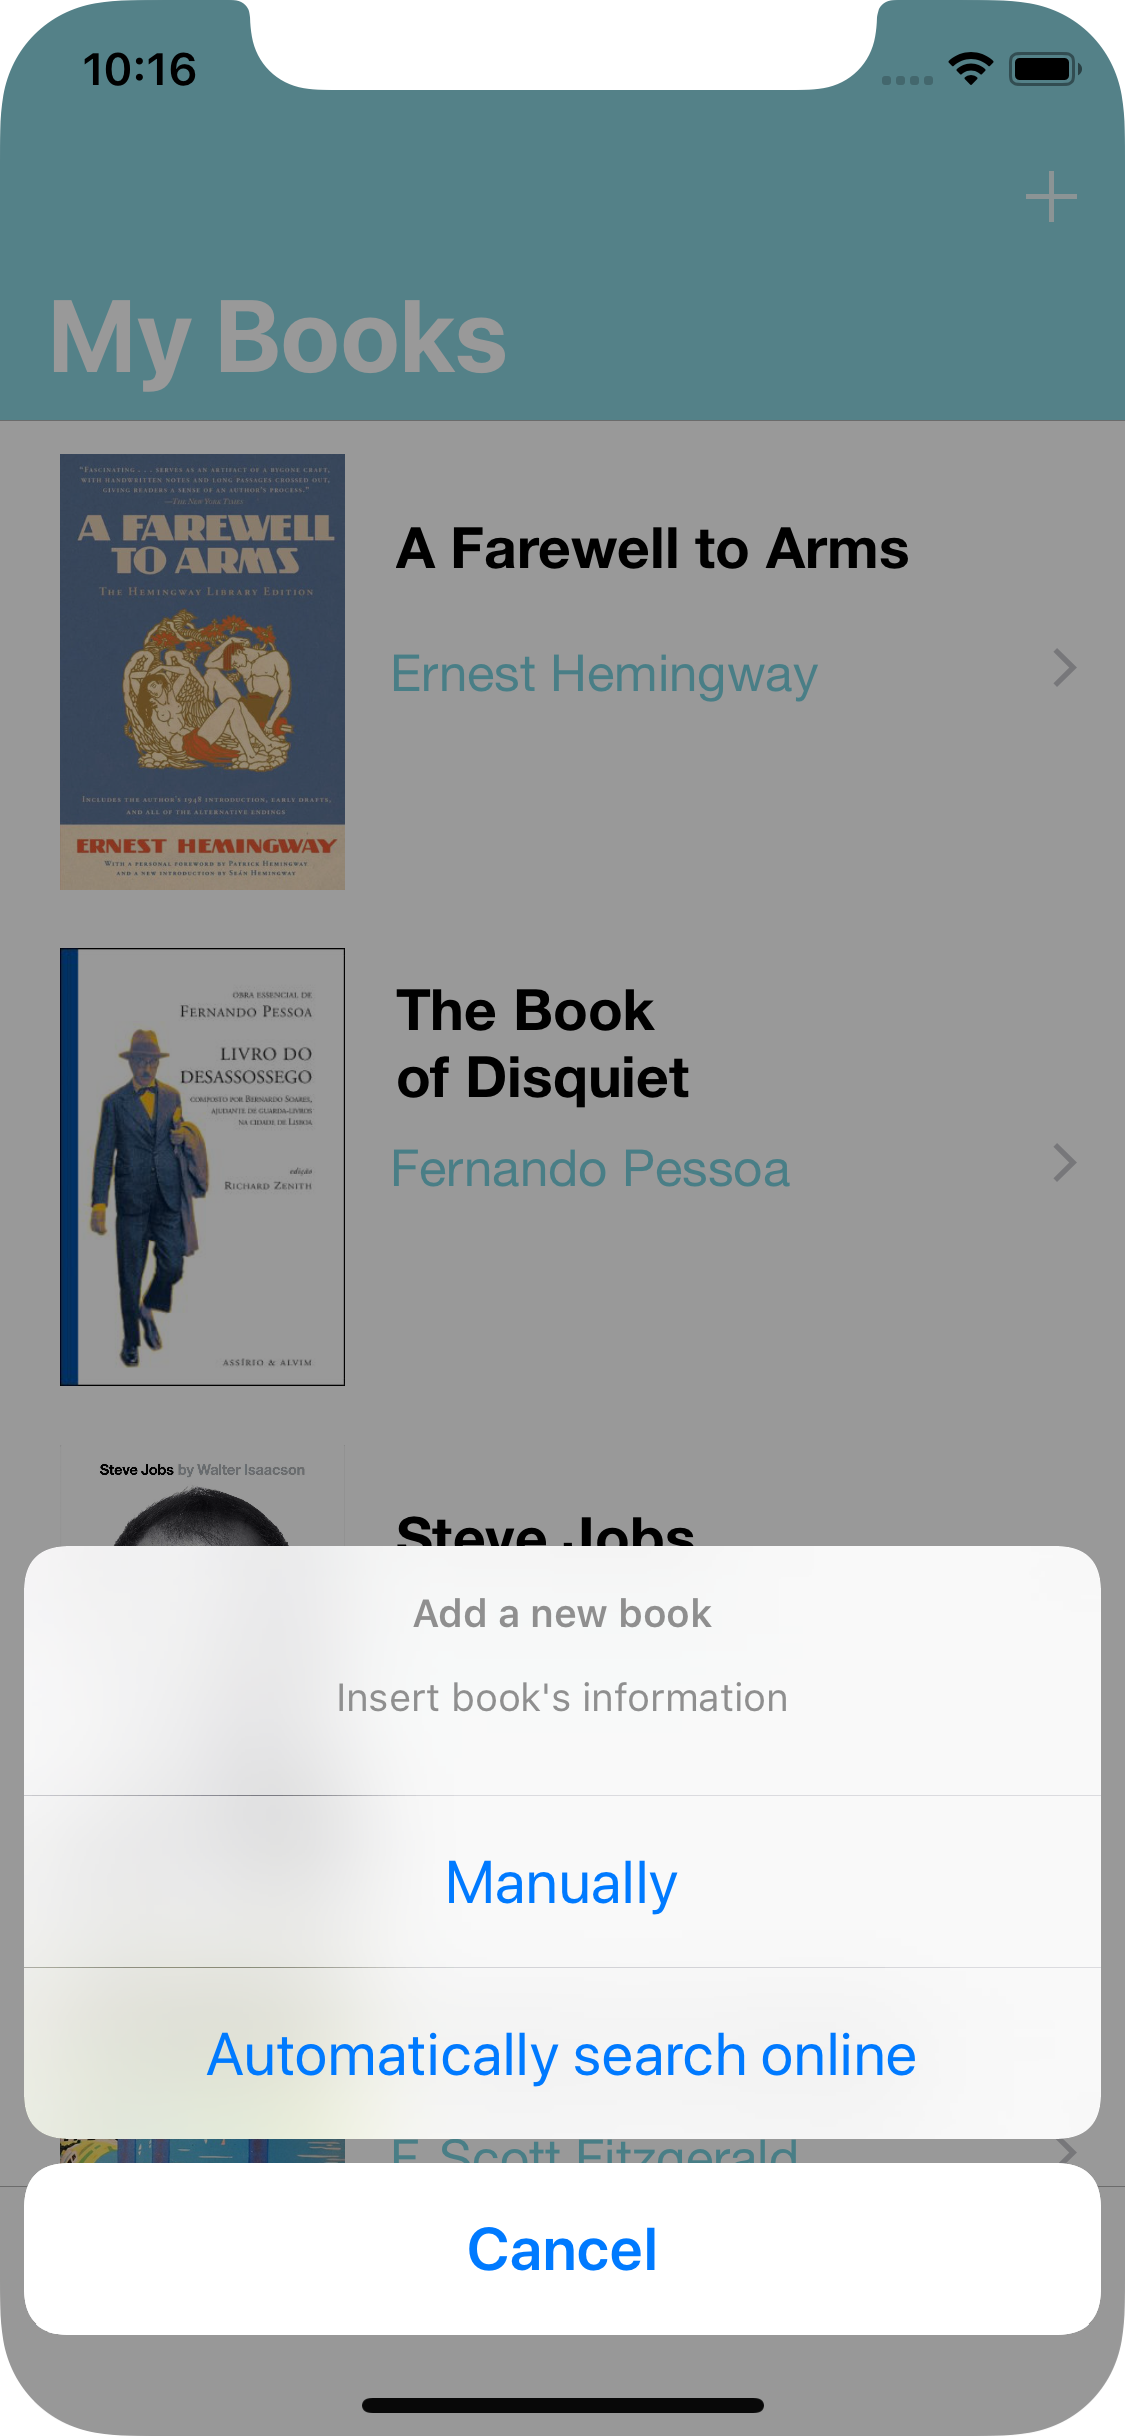 10:16
My Books
"Fascinating . . . serves as an artifact of a bygone craft,
with handwritten notes and long passages crossed out,
giving readers a sense of an author's process."
—The New York Times
A FAREWELL
TO ARMS
The Hemingway Library Edition
Includes the author's 1948 introduction, early drafts,
and all of the alternative endings
ERNEST HEMINGWAY
With a personal foreword by Patrick Hemingway
and a new introduction by Seán Hemingway
A Farewell to Arms
Ernest Hemingway
OBRA ESSENCIAL DE
FERNANDO PESSOA
LIVRO DO
DESASSOSSEGO
COMPOSTO POR BERNARDO SOARES,
AJUDANTE DE GUARDA-LIVROS
NA CIDADE DE LISBOA
edição
RICHARD ZENITH
ASSÍRIO & ALVIM
The Book
of Disquiet
Fernando Pessoa
Steve Jobs by Walter Isaacson
Steve Jobs
Add a new book
Insert book's information
Manually
Automatically search online
F. Scott Fitzgerald
Cancel